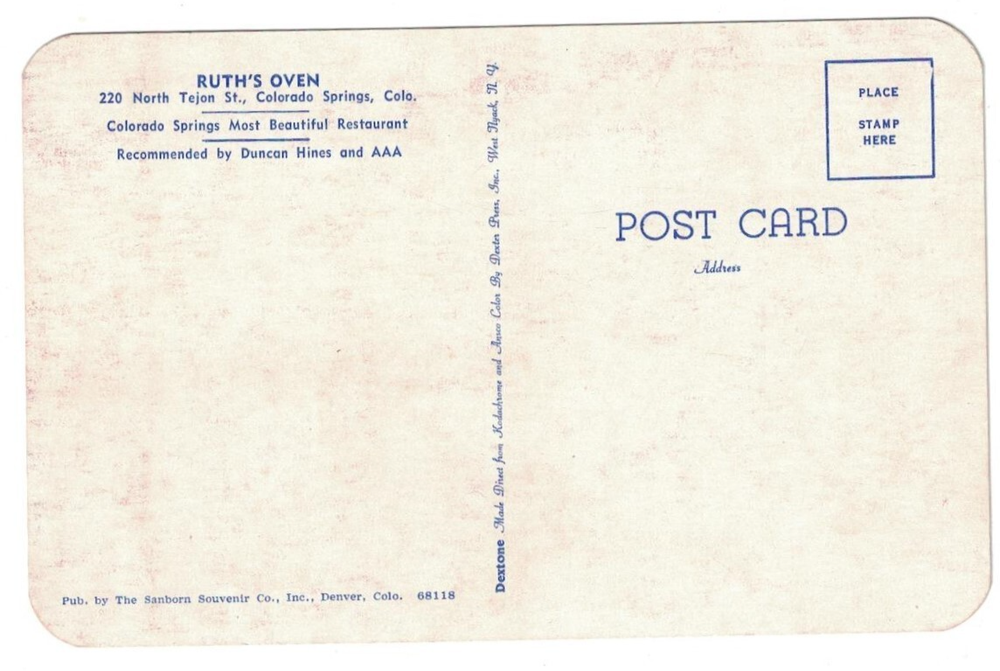 RUTH'S OVEN
220 North Tejon St., Colorado Springs, Colo.
Colorado Springs Most Beautiful Restaurant
Recommended by Duncan Hines and AAA
Pub. by The Sanborn Souvenir Co., Inc., Denver, Colo. 68118
Dextone Made Direct from Kodachrome and Ansco Color By Dexter Press, Inc., West Nyack, N. Y.
PLACE
STAMP
HERE
POST CARD
Address